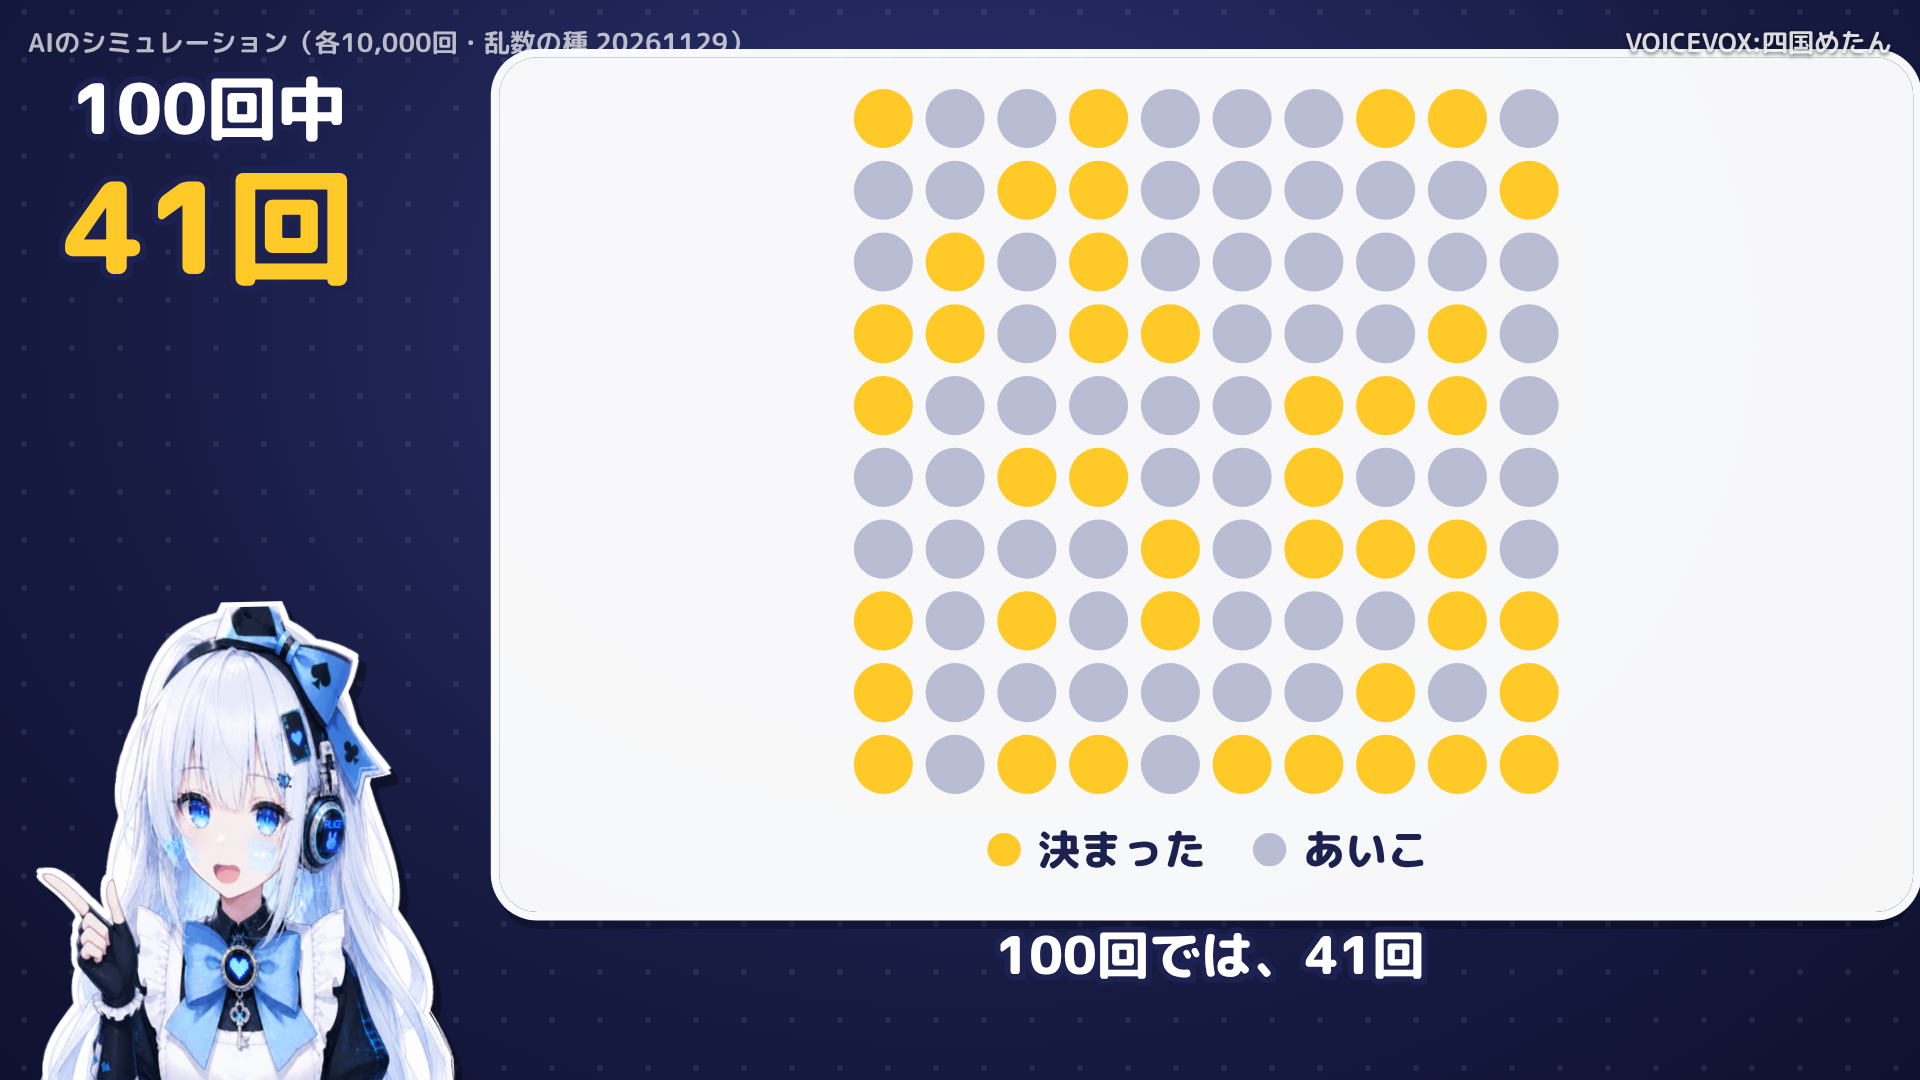 AIのシミュレーション（各10,000回・乱数の種 20261129）
VOICEVOX:四国めたん
100回中
41回
決まった
あいこ
100回では、41回